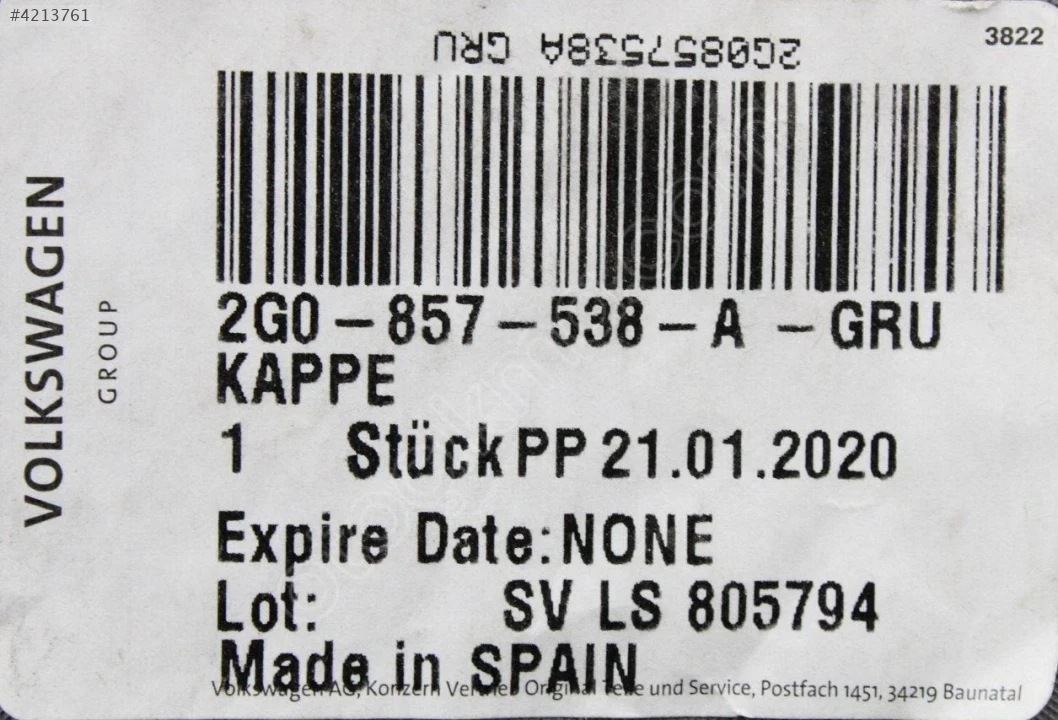 #4213761
3822
2G0857538A GRU
VOLKSWAGEN
GROUP
2G0-857-538-A -GRU
KAPPE
1 Stück PP 21.01.2020
Expire Date:NONE
Lot: SV LS 805794
Made in SPAIN
Volkswagen AG, Konzern Vertrieb Original Teile und Service, Postfach 1451, 34219 Baunatal